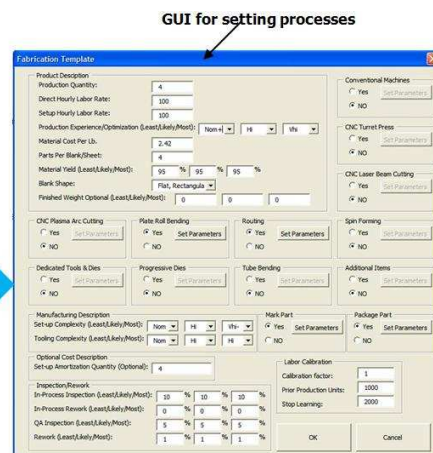 GUI for setting processes
Fabrication Template
Product Desciption
Production Quantity: 4
Direct Hourly Labor Rate: 100
Setup Hourly Labor Rate: 100
Production Experience/Optimization (Least/Likely/Most): Nom+ Hi Vhi
Material Cost Per Lb. 2.42
Parts Per Blank/Sheet: 4
Material Yield (Least/Likely/Most): 95 % 95 % 95 %
Blank Shape: Flat, Rectangula
Finished Weight Optional (Least/Likely/Most): 0 0 0
Conventional Machines
Yes Set Parameters
NO
CNC Turret Press
Yes Set Parameters
NO
CNC Laser Beam Cutting
Yes Set Parameters
NO
CNC Plasma Arc Cutting Plate Roll Bending Routing Spin Forming
Yes Set Parameters Yes Set Parameters Yes Set Parameters Yes Set Parameters
NO NO NO NO
Dedicated Tools & Dies Progressive Dies Tube Bending Additional Items
Yes Set Parameters Yes Set Parameters Yes Set Parameters Yes Set Parameters
NO NO NO NO
Manufacturing Description Mark Part Package Part
Set-up Complexity (Least/Likely/Most): Nom Hi Vhi- Yes Set Parameters Yes Set Parameters
Tooling Complexity (Least/Likely/Most): Nom Hi Hi NO NO
Optional Cost Description
Set-up Amortization Quantity (Optional): 4
Inspection/Rework
In-Process Inspection (Least/Likely/Most): 10 % 10 % 10 %
In-Process Rework (Least/Likely/Most): 0 % 0 % 0 %
QA Inspection (Least/Likely/Most): 5 % 5 % 5 %
Rework (Least/Likely/Most): 1 % 1 % 1 %
Labor Calibration
Calibration factor: 1
Prior Production Units: 1000
Stop Learning: 2000
OK Cancel